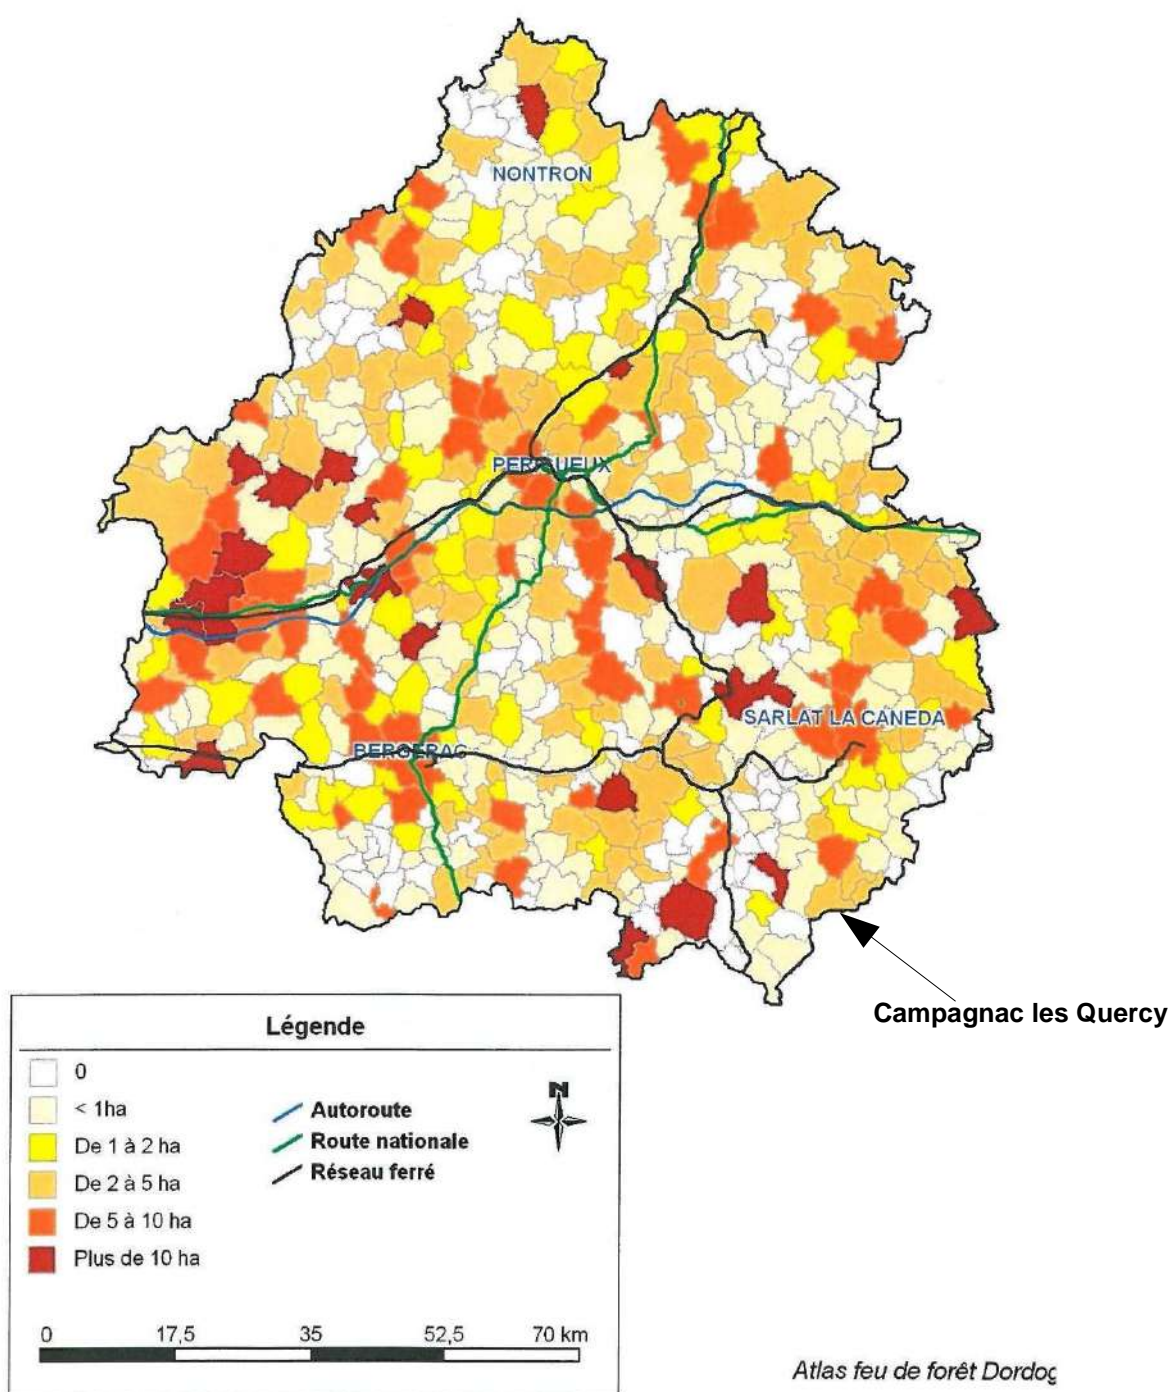 NONTRON
PERIGUEUX
SARLAT LA CANEDA
BERGERAC
Campagnac les Quercy
Légende
0
< 1ha
De 1 à 2 ha
De 2 à 5 ha
De 5 à 10 ha
Plus de 10 ha
Autoroute
Route nationale
Réseau ferré
N
0 17,5 35 52,5 70 km
Atlas feu de forêt Dordog